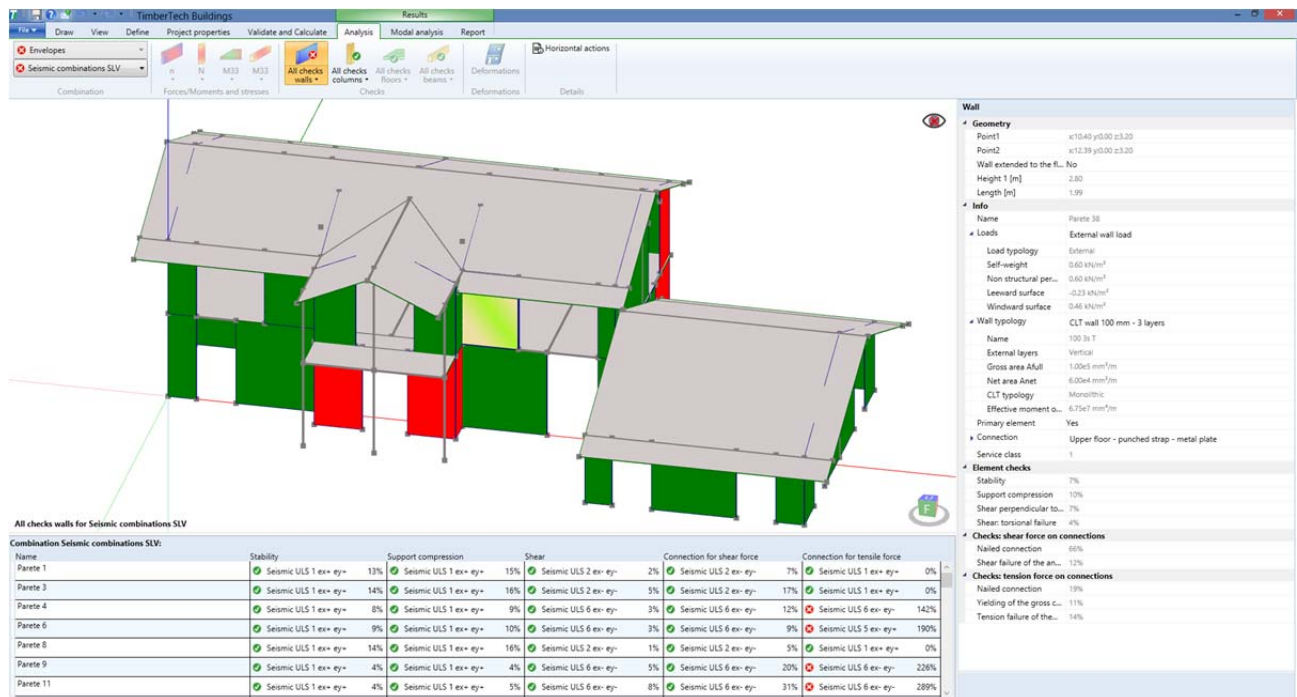 TimberTech Buildings
Results
File Draw View Define Project properties Validate and Calculate Analysis Modal analysis Report
Envelopes
Seismic combinations SLV
Combination
n N M33 M33
Forces/Moments and stresses
All checks walls All checks columns All checks floors All checks beams
Checks
Deformations
Deformations
Horizontal actions
Details
F
All checks walls for Seismic combinations SLV
Wall
Geometry
Point1 x:10.40 y:0.00 z:3.20
Point2 x:12.39 y:0.00 z:3.20
Wall extended to the fl... No
Height 1 [m] 2.80
Length [m] 1.99
Info
Name Parete 38
Loads External wall load
Load typology External
Self-weight 0.60 kN/m²
Non structural per... 0.60 kN/m²
Leeward surface -0.23 kN/m²
Windward surface 0.46 kN/m²
Wall typology CLT wall 100 mm - 3 layers
Name 100 3s T
External layers Vertical
Gross area Afull 1.00e5 mm²/m
Net area Anet 6.00e4 mm²/m
CLT typology Monolithic
Effective moment o... 6.75e7 mm⁴/m
Primary element Yes
Connection Upper floor - punched strap - metal plate
Service class 1
Element checks
Stability 7%
Support compression 10%
Shear perpendicular to... 7%
Shear: torsional failure 4%
Checks: shear force on connections
Nailed connection 66%
Shear failure of the an... 12%
Checks: tension force on connections
Nailed connection 19%
Yielding of the gross c... 11%
Tension failure of the... 14%
Combination Seismic combinations SLV:
Name Stability Support compression Shear Connection for shear force Connection for tensile force
Parete 1 Seismic ULS 1 ex+ ey+ 13% Seismic ULS 1 ex+ ey+ 15% Seismic ULS 2 ex- ey- 2% Seismic ULS 2 ex- ey- 7% Seismic ULS 1 ex+ ey+ 0%
Parete 3 Seismic ULS 1 ex+ ey+ 14% Seismic ULS 1 ex+ ey+ 16% Seismic ULS 2 ex- ey- 5% Seismic ULS 2 ex- ey- 17% Seismic ULS 1 ex+ ey+ 0%
Parete 4 Seismic ULS 1 ex+ ey+ 8% Seismic ULS 1 ex+ ey+ 9% Seismic ULS 6 ex- ey- 3% Seismic ULS 6 ex- ey- 12% Seismic ULS 6 ex- ey- 142%
Parete 6 Seismic ULS 1 ex+ ey+ 9% Seismic ULS 1 ex+ ey+ 10% Seismic ULS 6 ex- ey- 3% Seismic ULS 6 ex- ey- 9% Seismic ULS 5 ex- ey- 190%
Parete 8 Seismic ULS 1 ex+ ey+ 14% Seismic ULS 1 ex+ ey+ 16% Seismic ULS 2 ex- ey- 1% Seismic ULS 2 ex- ey- 5% Seismic ULS 1 ex+ ey+ 0%
Parete 9 Seismic ULS 1 ex+ ey+ 4% Seismic ULS 1 ex+ ey+ 4% Seismic ULS 6 ex- ey- 5% Seismic ULS 6 ex- ey- 20% Seismic ULS 6 ex- ey- 226%
Parete 11 Seismic ULS 1 ex+ ey+ 4% Seismic ULS 1 ex+ ey+ 5% Seismic ULS 6 ex- ey- 8% Seismic ULS 6 ex- ey- 31% Seismic ULS 6 ex- ey- 289%